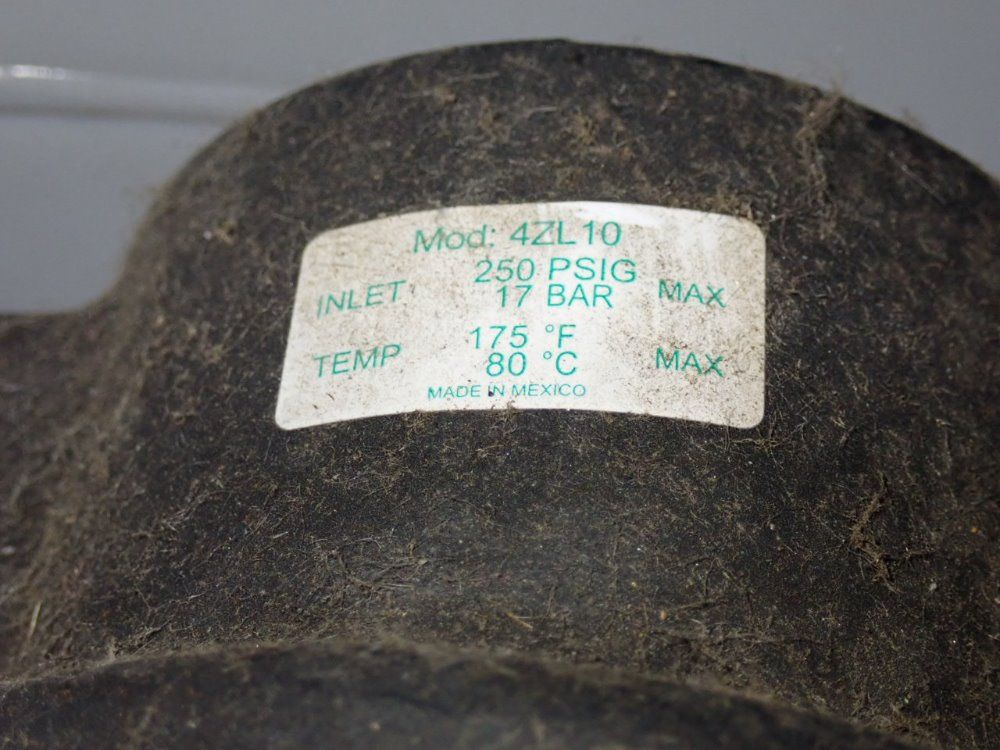 Mod: 4ZL10
250 PSIG
INLET 17 BAR MAX
175 °F
TEMP 80 °C MAX
MADE IN MEXICO